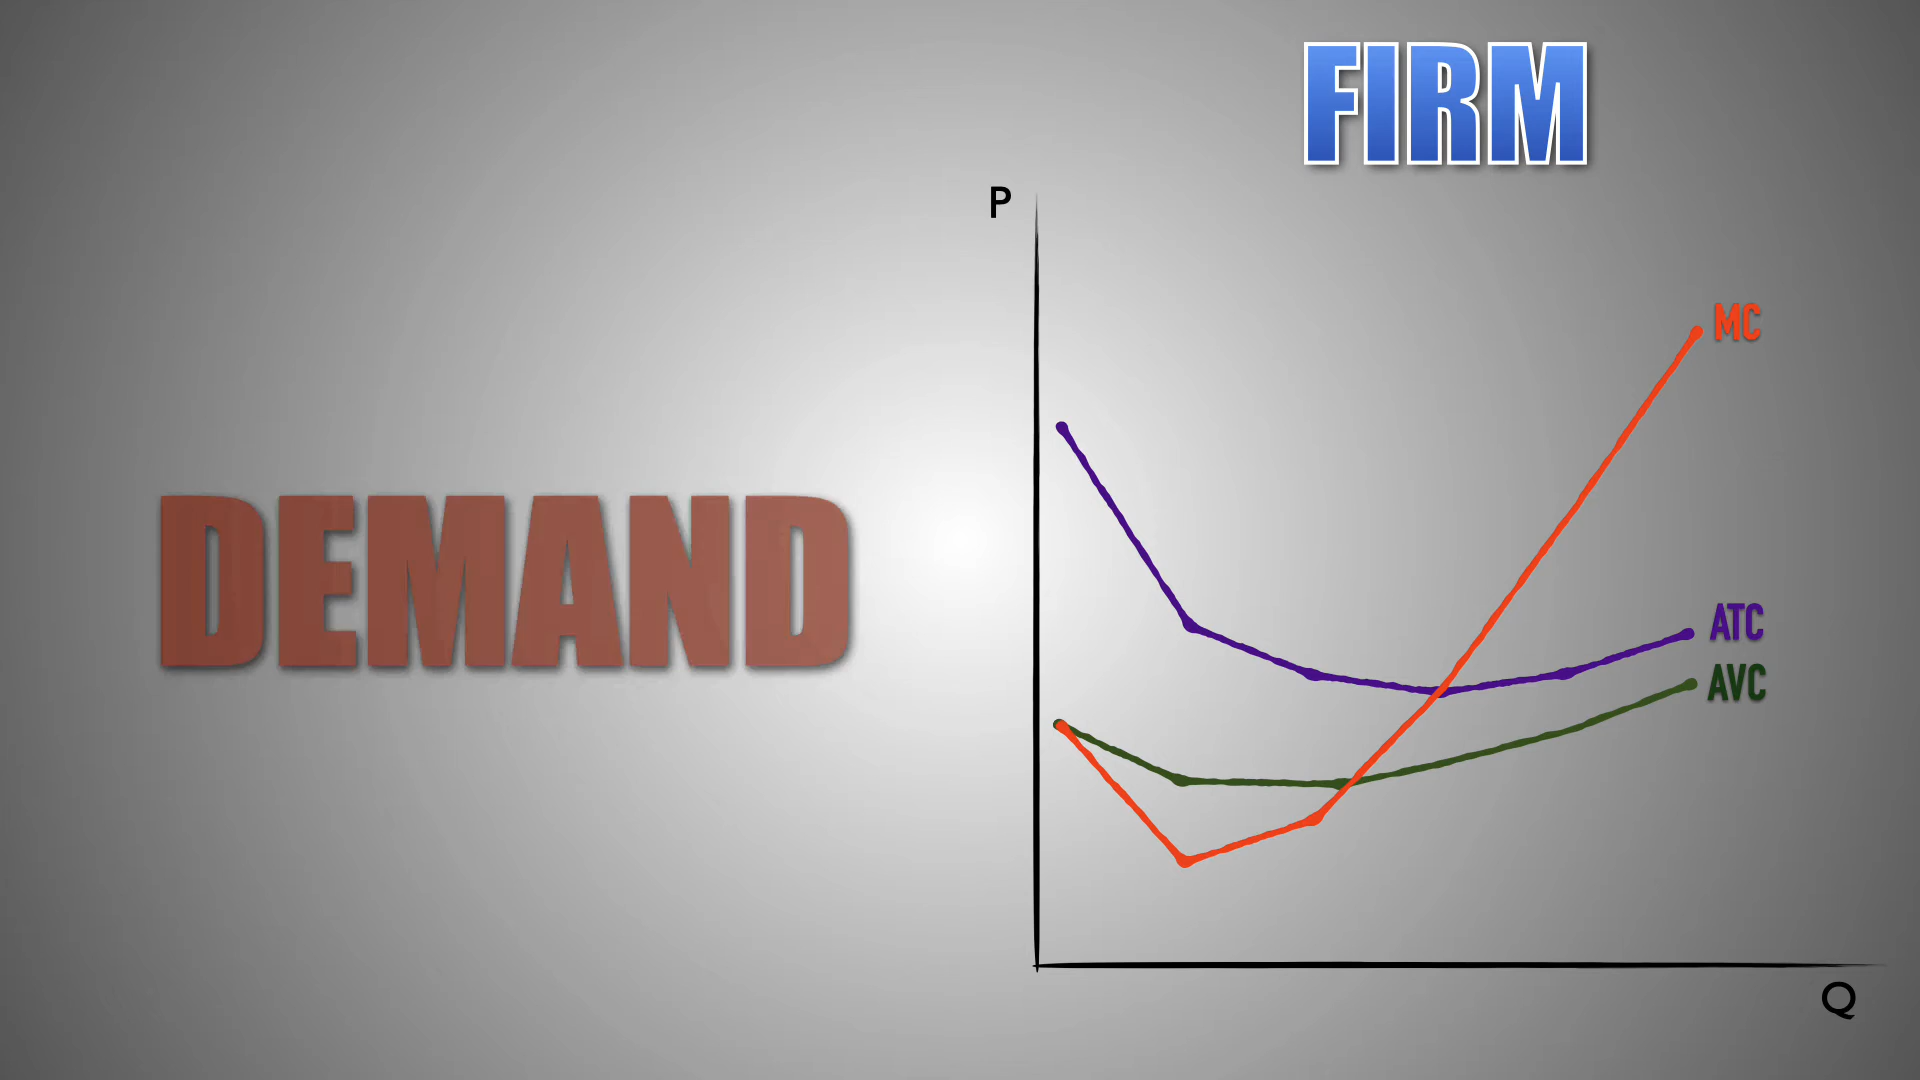 FIRM
P
MC
DEMAND
ATC
AVC
Q